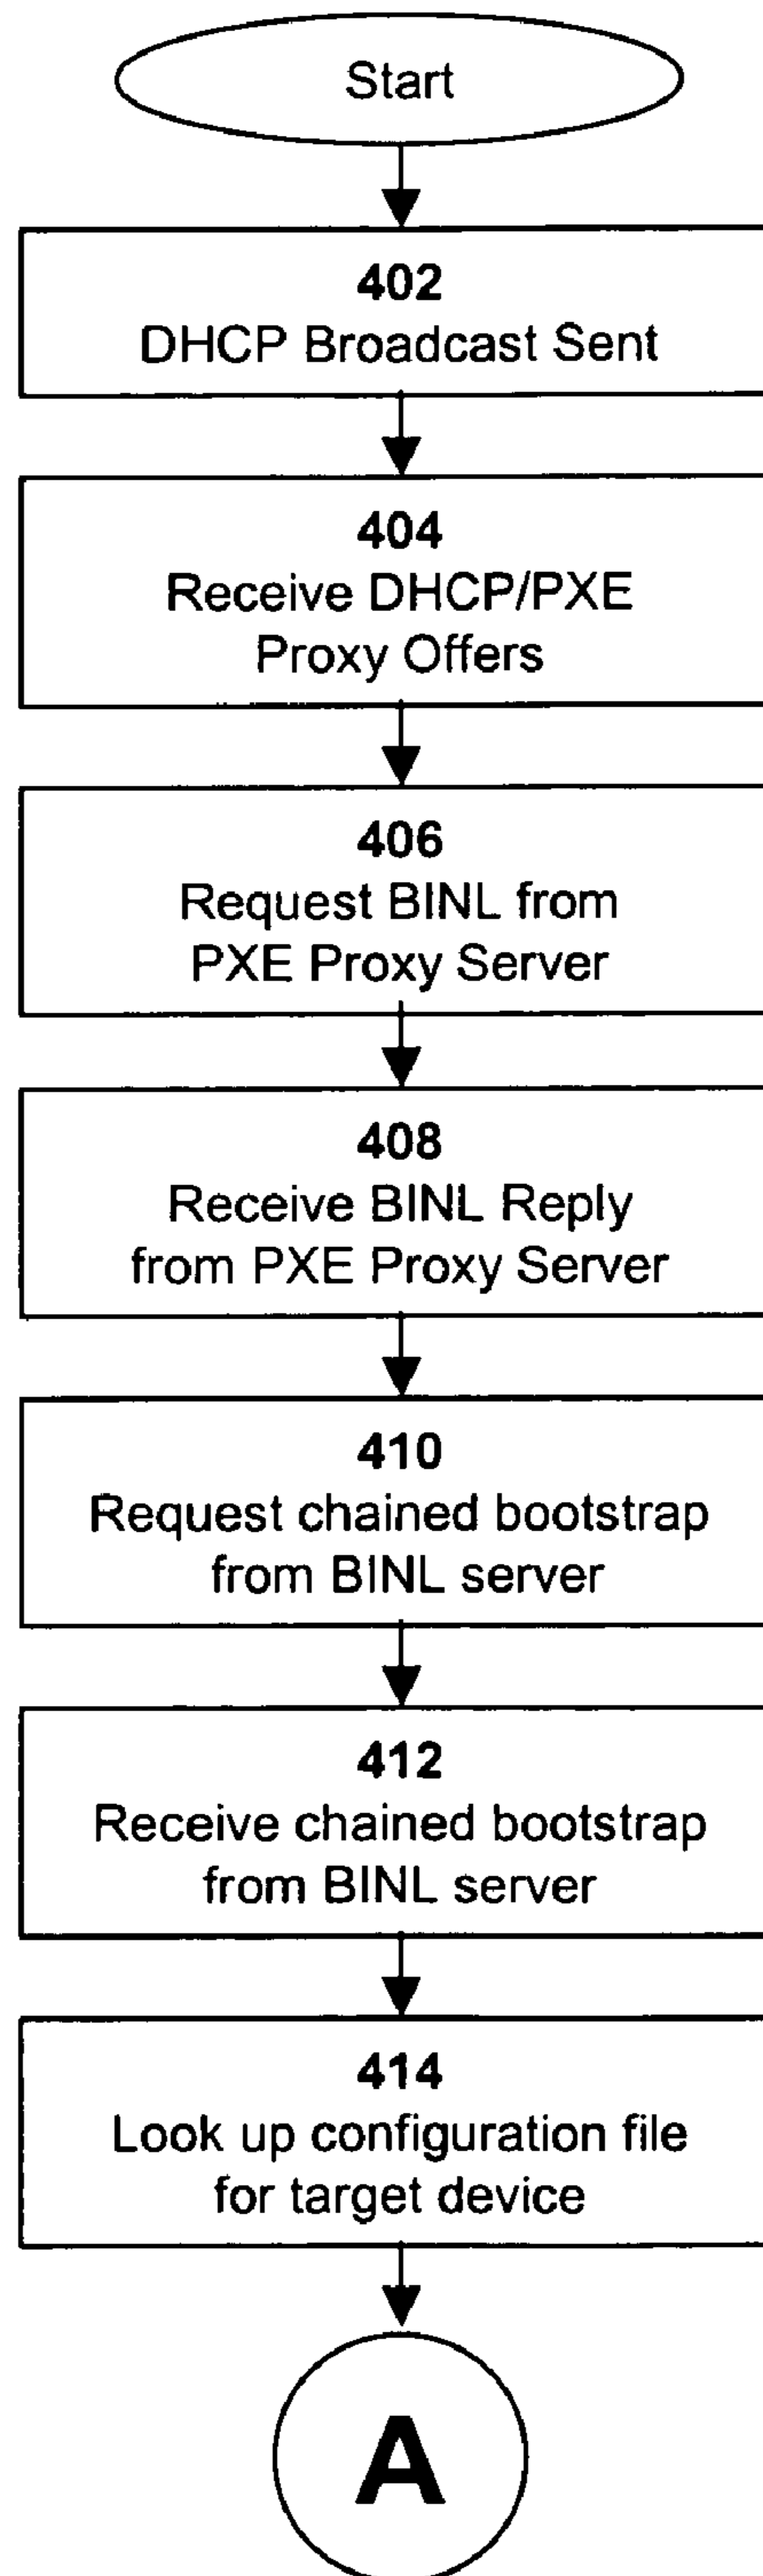 Start
402
DHCP Broadcast Sent
404
Receive DHCP/PXE
Proxy Offers
406
Request BINL from
PXE Proxy Server
408
Receive BINL Reply
from PXE Proxy Server
410
Request chained bootstrap
from BINL server
412
Receive chained bootstrap
from BINL server
414
Look up configuration file
for target device
A